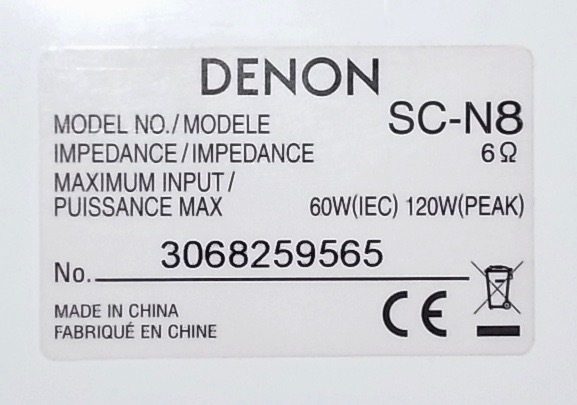 DENON
MODEL NO./MODELE SC-N8
IMPEDANCE/IMPEDANCE 6Ω
MAXIMUM INPUT/
PUISSANCE MAX 60W(IEC) 120W(PEAK)
No. 3068259565
MADE IN CHINA
FABRIQUÉ EN CHINE
CE